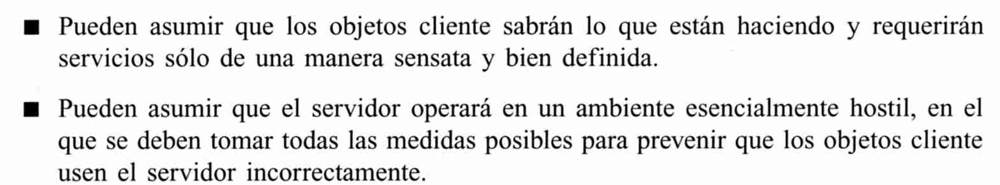 ■ Pueden asumir que los objetos cliente sabrán lo que están haciendo y requerirán
servicios sólo de una manera sensata y bien definida.
■ Pueden asumir que el servidor operará en un ambiente esencialmente hostil, en el
que se deben tomar todas las medidas posibles para prevenir que los objetos cliente
usen el servidor incorrectamente.